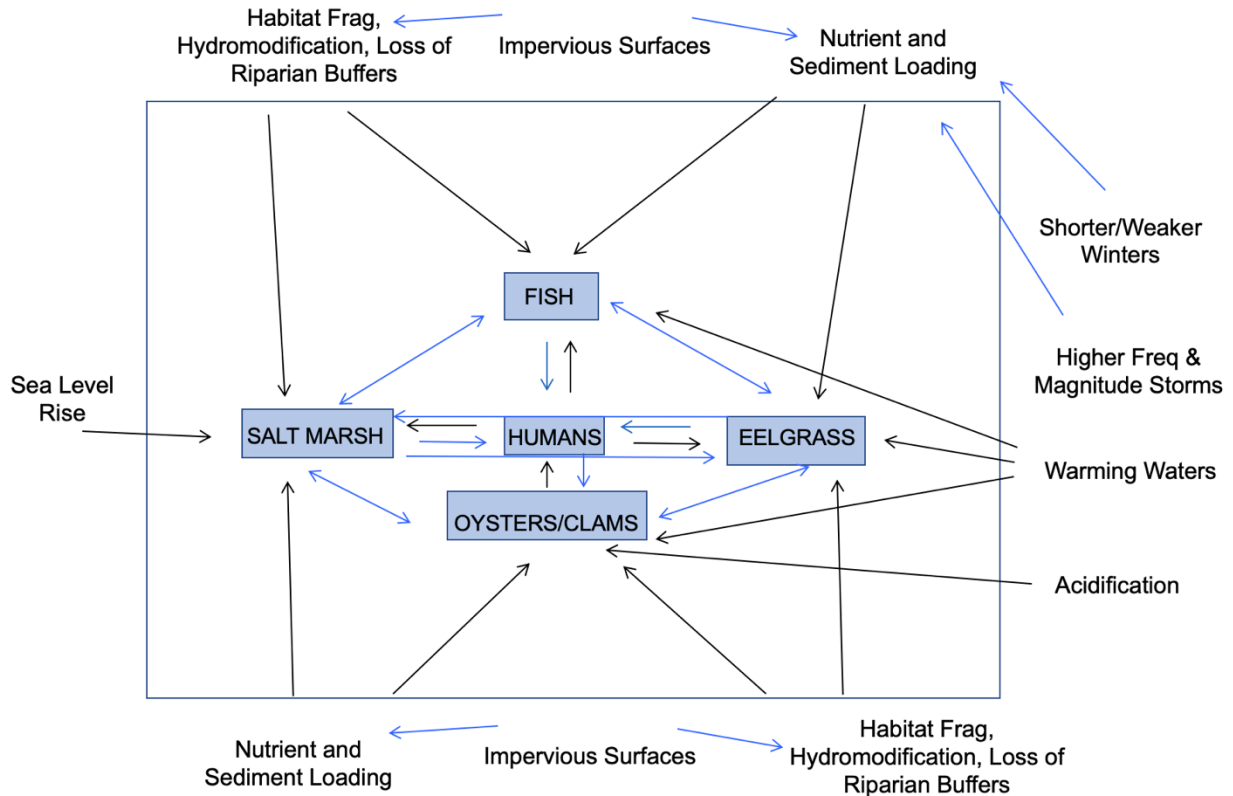 Habitat Frag,
Hydromodification, Loss of
Riparian Buffers
Impervious Surfaces
Nutrient and
Sediment Loading
Shorter/Weaker
Winters
FISH
Higher Freq &
Magnitude Storms
Sea Level
Rise
SALT MARSH
HUMANS
EELGRASS
Warming Waters
OYSTERS/CLAMS
Acidification
Nutrient and
Sediment Loading
Impervious Surfaces
Habitat Frag,
Hydromodification, Loss of
Riparian Buffers